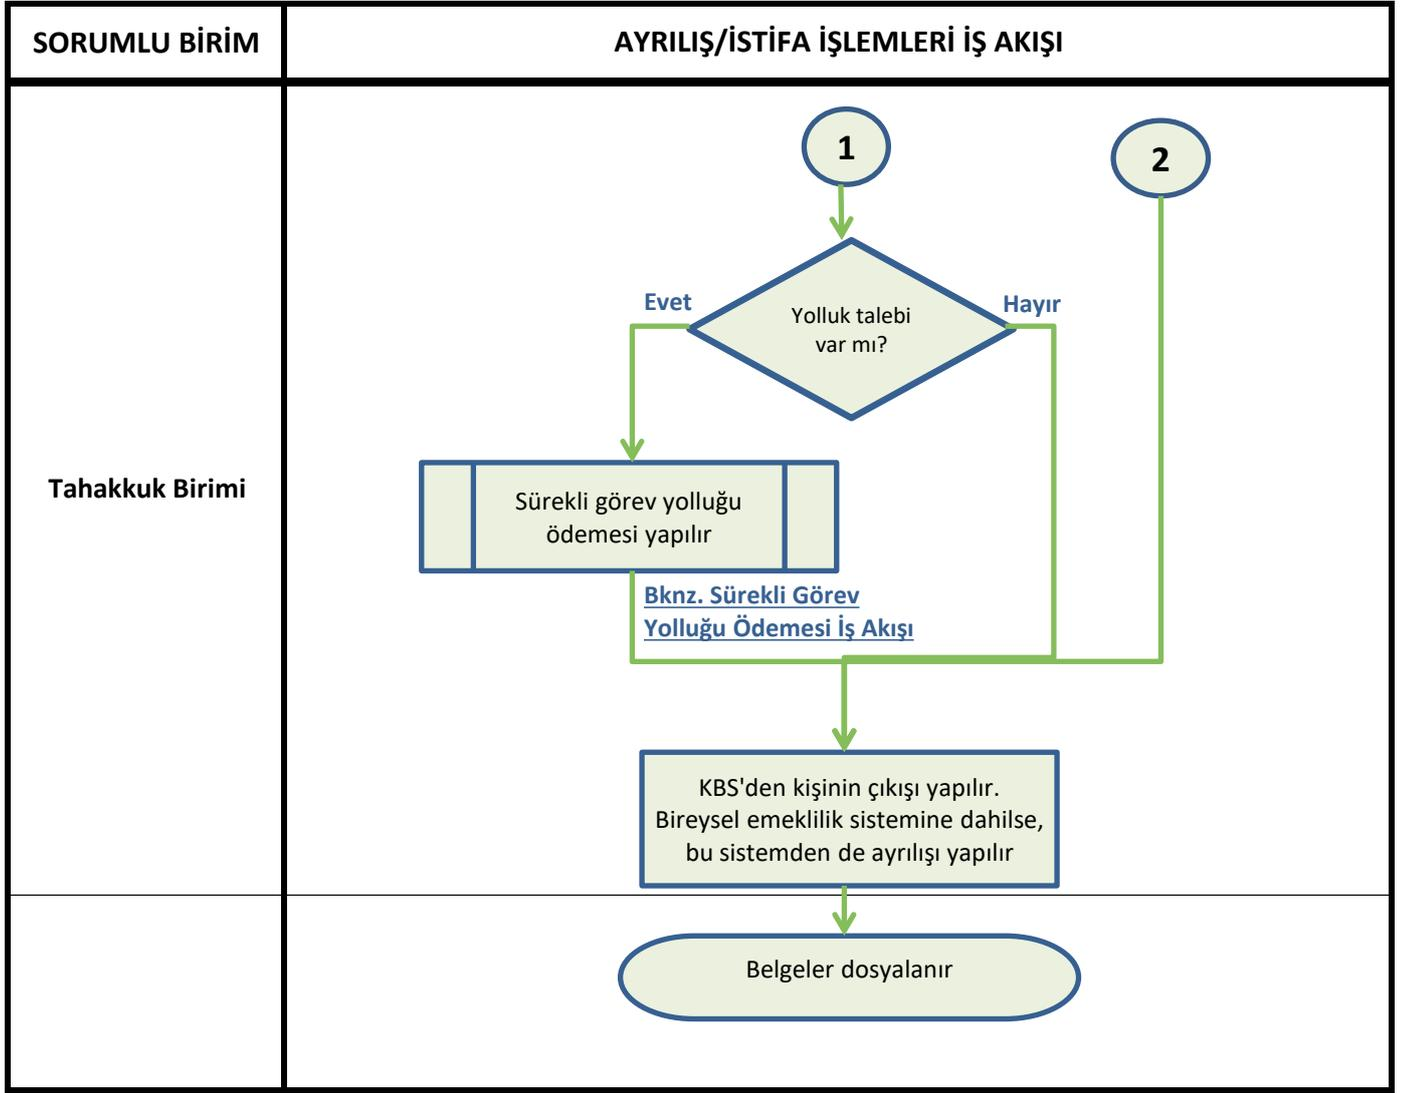 SORUMLU BİRİM
AYRILIŞ/İSTİFA İŞLEMLERİ İŞ AKIŞI
1
2
Evet
Hayır
Yolluk talebi
var mı?
Tahakkuk Birimi
Sürekli görev yolluğu
ödemesi yapılır
Bknz. Sürekli Görev
Yolluğu Ödemesi İş Akışı
KBS'den kişinin çıkışı yapılır.
Bireysel emeklilik sistemine dahilse,
bu sistemden de ayrılışı yapılır
Belgeler dosyalanır